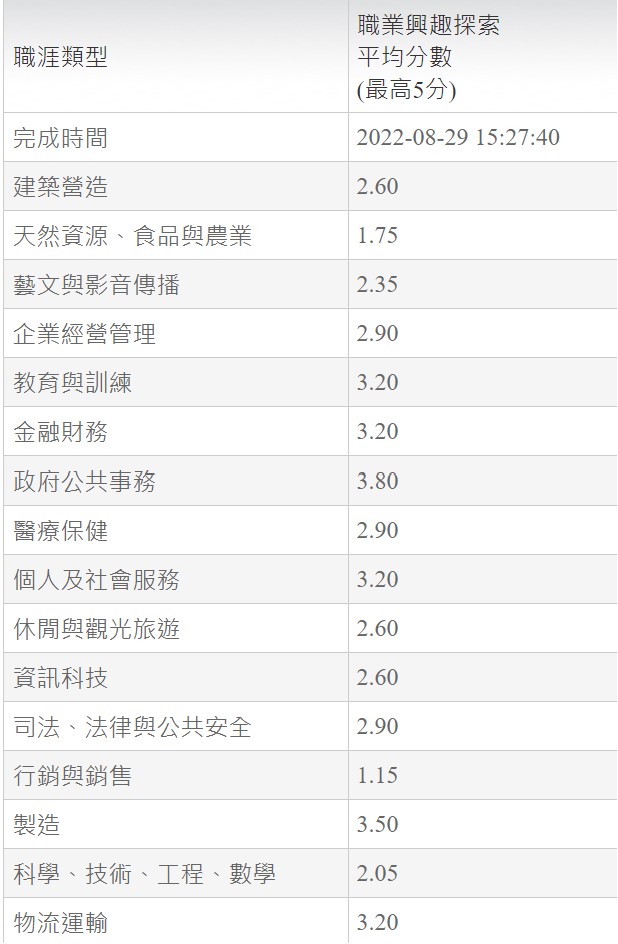 職涯類型
職業興趣探索
平均分數
(最高5分)
完成時間 2022-08-29 15:27:40
建築營造 2.60
天然資源、食品與農業 1.75
藝文與影音傳播 2.35
企業經營管理 2.90
教育與訓練 3.20
金融財務 3.20
政府公共事務 3.80
醫療保健 2.90
個人及社會服務 3.20
休閒與觀光旅遊 2.60
資訊科技 2.60
司法、法律與公共安全 2.90
行銷與銷售 1.15
製造 3.50
科學、技術、工程、數學 2.05
物流運輸 3.20